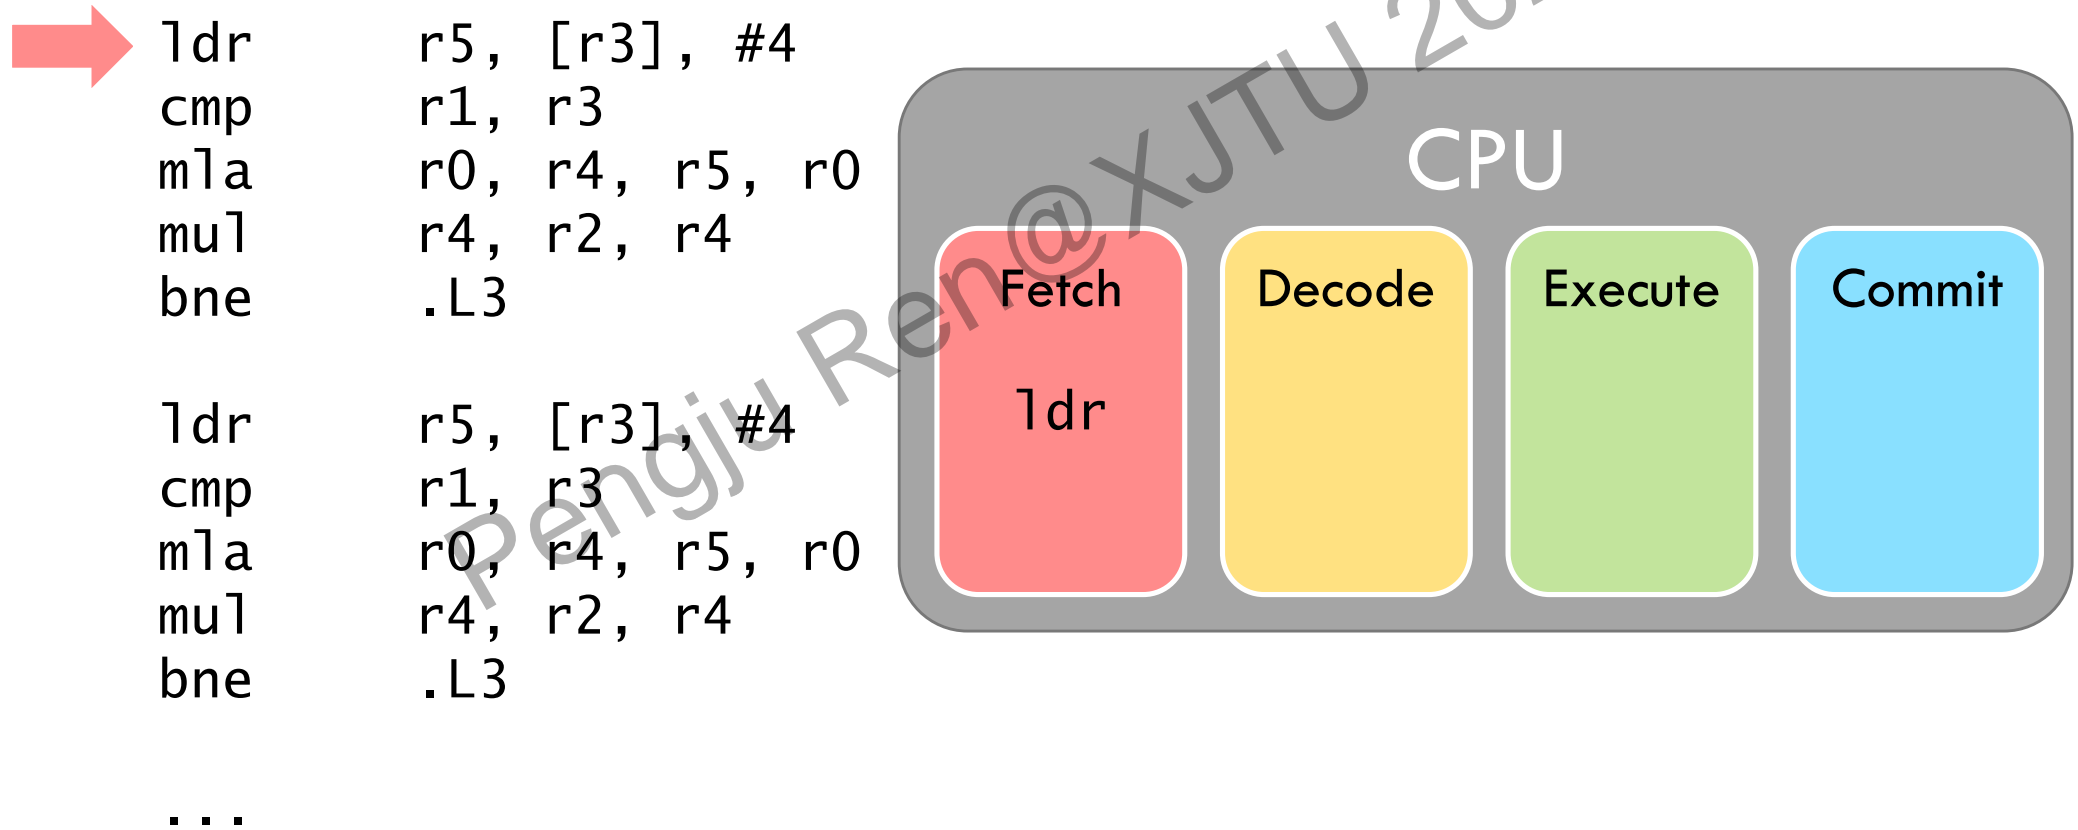 ldr r5, [r3], #4
cmp r1, r3
mla r0, r4, r5, r0
mul r4, r2, r4
bne .L3
ldr r5, [r3], #4
cmp r1, r3
mla r0, r4, r5, r0
mul r4, r2, r4
bne .L3
...
CPU
Fetch
Decode
Execute
Commit
ldr
Pengju Ren@XJTU